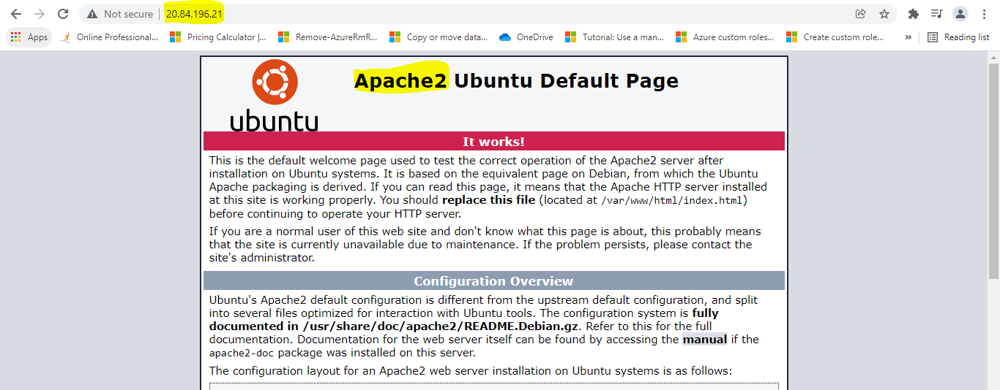 Not secure | 20.84.196.21
Apps Online Professional... Pricing Calculator |... Remove-AzureRmR... Copy or move data... OneDrive Tutorial: Use a man... Azure custom roles... Create custom role... » Reading list
Apache2 Ubuntu Default Page
ubuntu
It works!
This is the default welcome page used to test the correct operation of the Apache2 server after
installation on Ubuntu systems. It is based on the equivalent page on Debian, from which the Ubuntu
Apache packaging is derived. If you can read this page, it means that the Apache HTTP server installed
at this site is working properly. You should replace this file (located at /var/www/html/index.html)
before continuing to operate your HTTP server.
If you are a normal user of this web site and don't know what this page is about, this probably means
that the site is currently unavailable due to maintenance. If the problem persists, please contact the
site's administrator.
Configuration Overview
Ubuntu's Apache2 default configuration is different from the upstream default configuration, and split
into several files optimized for interaction with Ubuntu tools. The configuration system is fully
documented in /usr/share/doc/apache2/README.Debian.gz. Refer to this for the full
documentation. Documentation for the web server itself can be found by accessing the manual if the
apache2-doc package was installed on this server.
The configuration layout for an Apache2 web server installation on Ubuntu systems is as follows: